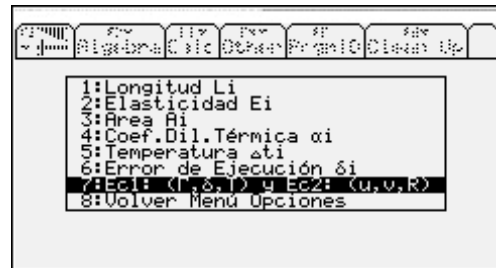 Algebra Calc Other PrgmIO Clean Up
1:Longitud Li
2:Elasticidad Ei
3:Area Ai
4:Coef.Dil.Térmica αi
5:Temperatura △ti
6:Error de Ejecución δi
7:Ec1: (Γ,δ,T) y Ec2: (u,v,R)
8:Volver Menú Opciones